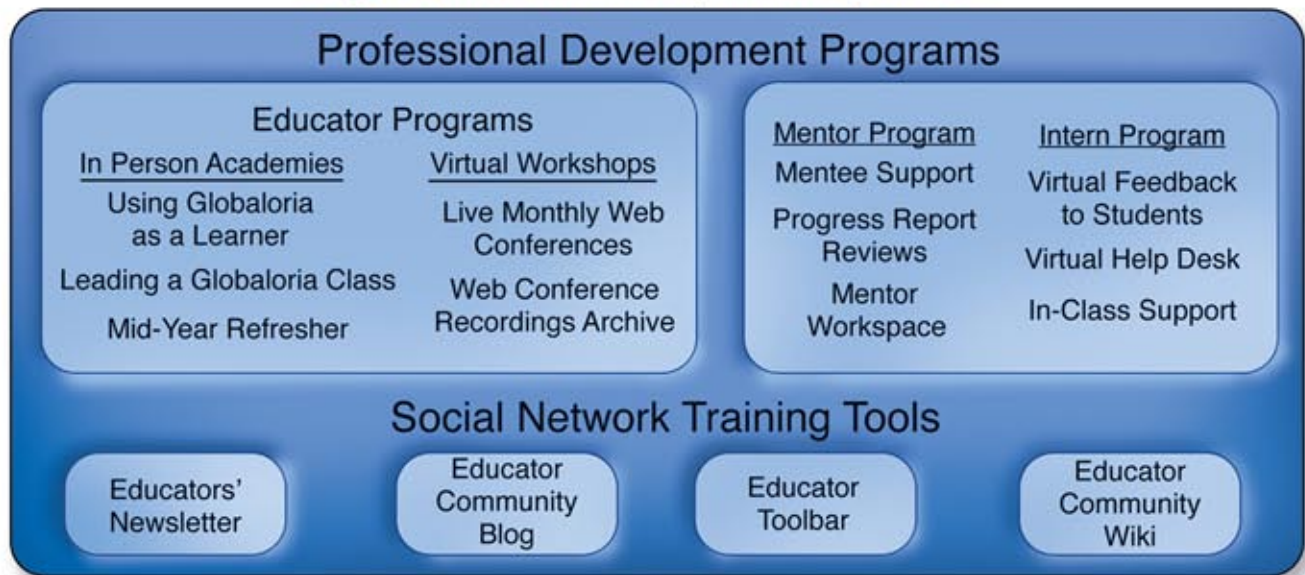 Professional Development Programs
Educator Programs
In Person Academies
Using Globaloria
as a Learner
Leading a Globaloria Class
Mid-Year Refresher
Virtual Workshops
Live Monthly Web
Conferences
Web Conference
Recordings Archive
Mentor Program
Mentee Support
Progress Report
Reviews
Mentor
Workspace
Intern Program
Virtual Feedback
to Students
Virtual Help Desk
In-Class Support
Social Network Training Tools
Educators’
Newsletter
Educator
Community
Blog
Educator
Toolbar
Educator
Community
Wiki